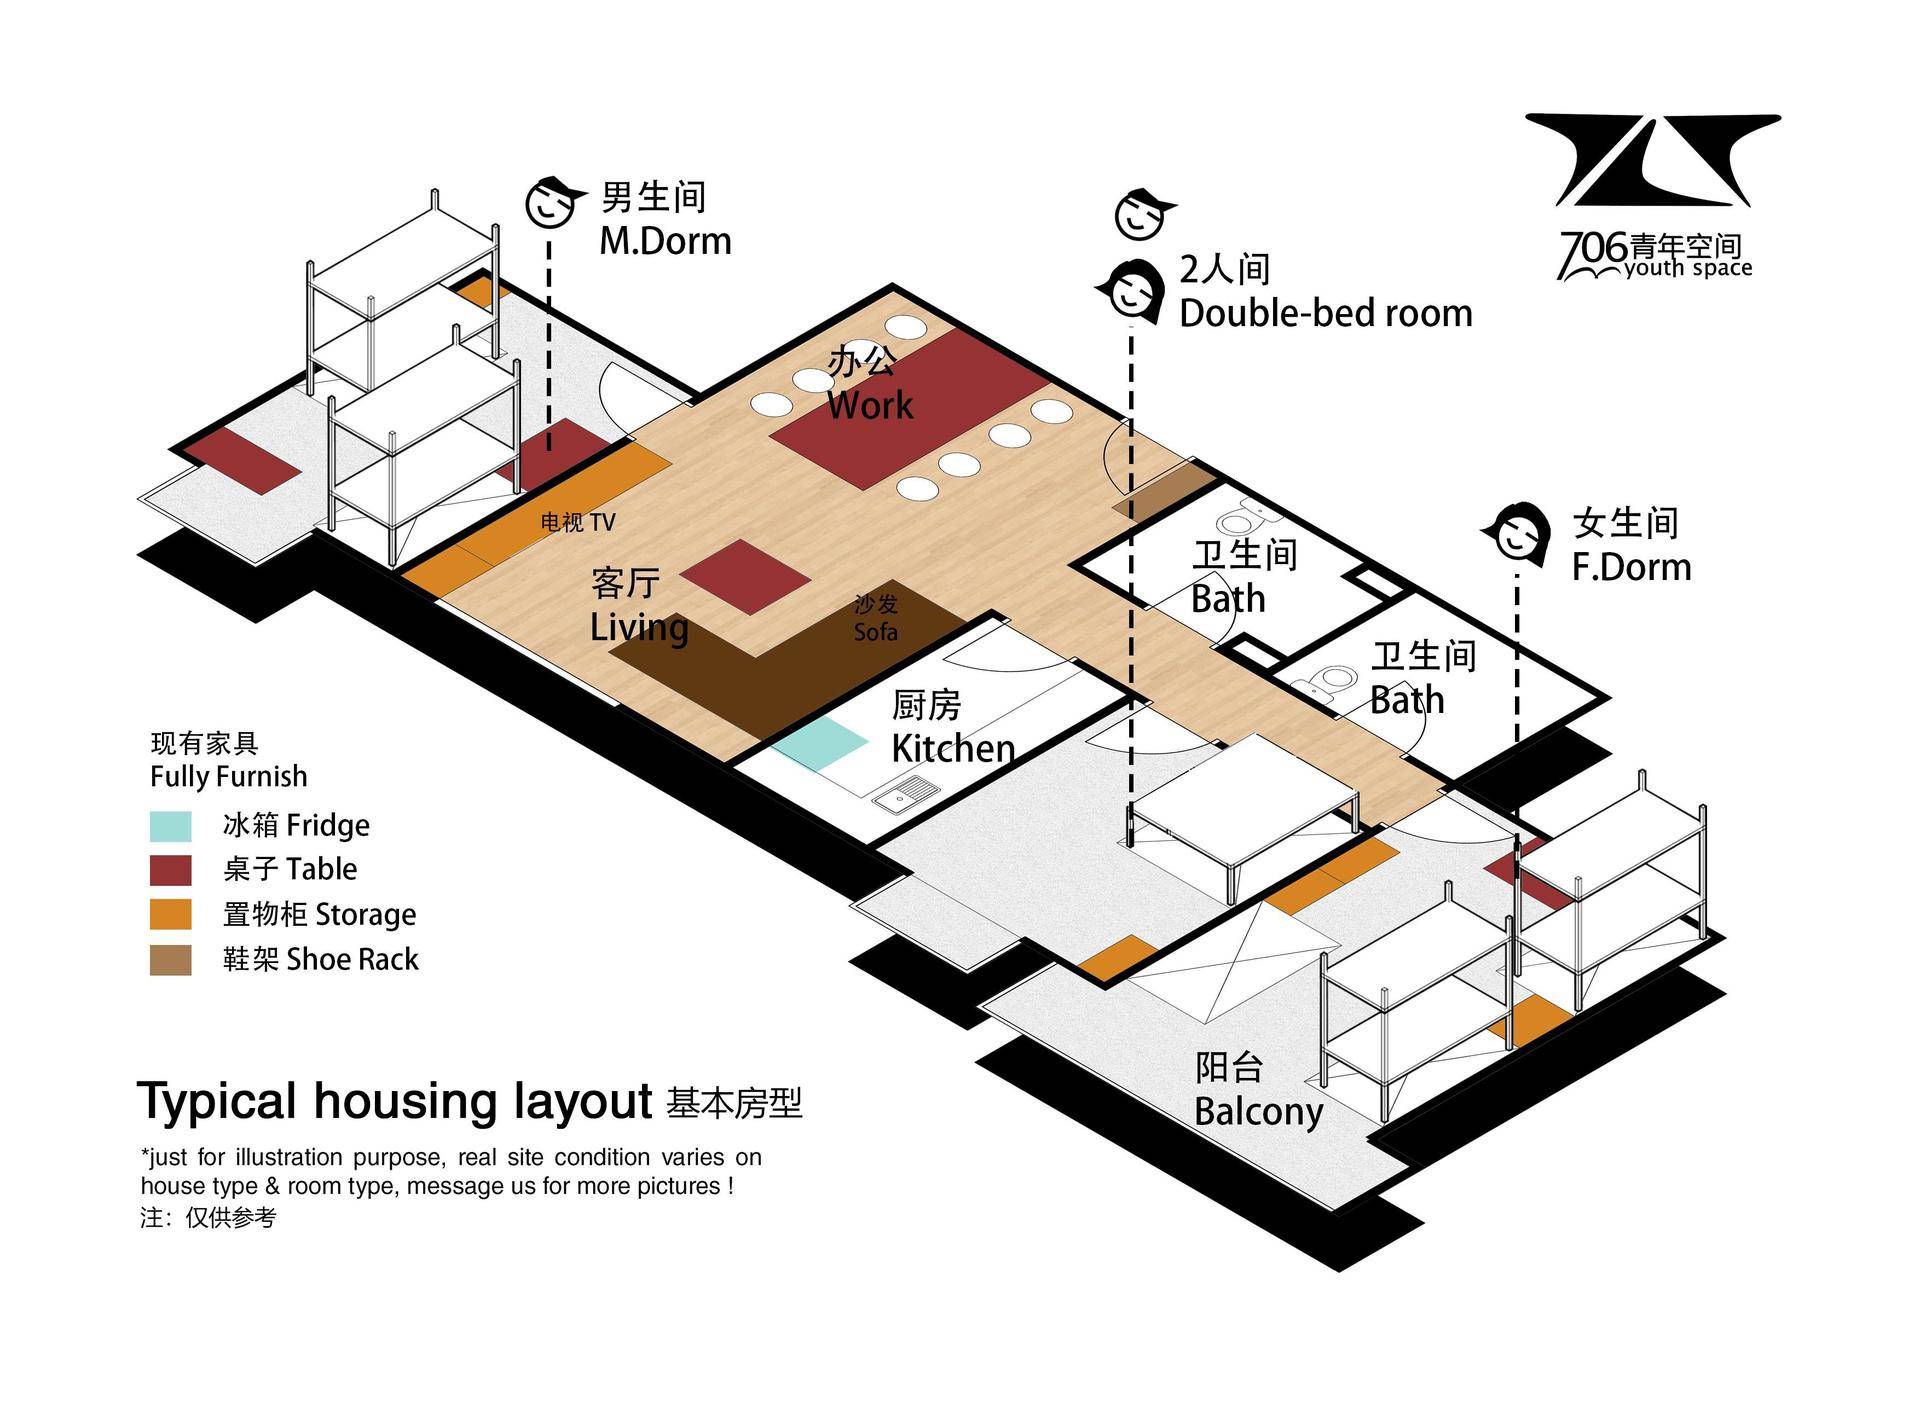 706青年空间
youth space
男生间
M.Dorm
2人间
Double-bed room
办公
Work
女生间
F.Dorm
电视 TV
客厅
Living
沙发
Sofa
卫生间
Bath
卫生间
Bath
厨房
Kitchen
阳台
Balcony
现有家具
Fully Furnish
冰箱 Fridge
桌子 Table
置物柜 Storage
鞋架 Shoe Rack
Typical housing layout 基本房型
*just for illustration purpose, real site condition varies on
house type & room type, message us for more pictures !
注：仅供参考